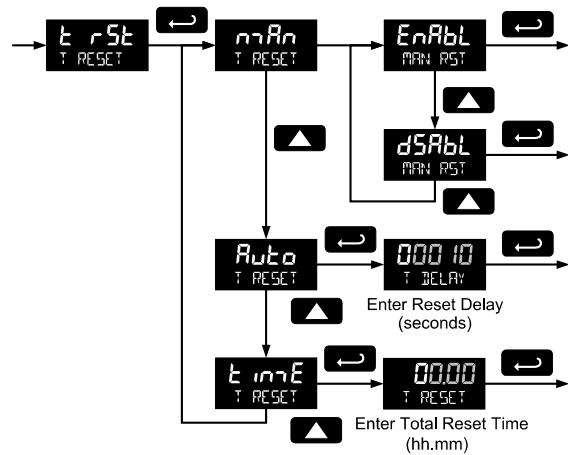 t rSt
T RESET
mAn
T RESET
EnAbL
MAN RST
dSAbL
MAN RST
Auto
T RESET
00010
T DELAY
Enter Reset Delay
(seconds)
timE
T RESET
00.00
T RESET
Enter Total Reset Time
(hh.mm)